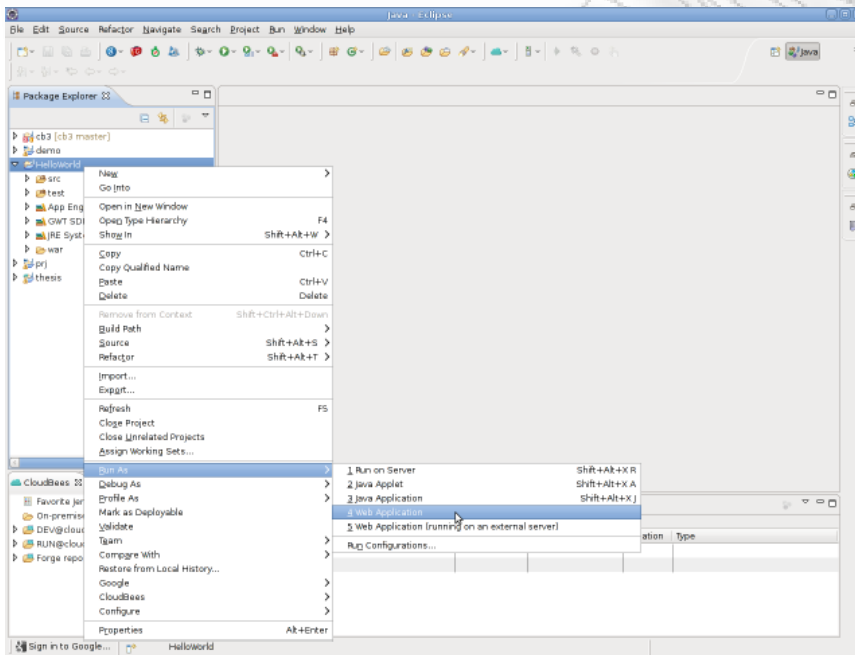 Java - Eclipse
File Edit Source Refactor Navigate Search Project Run Window Help
Java
Package Explorer
cb3 [cb3 master]
demo
HelloWorld
src
test
App Eng
GWT SD
JRE Syst
war
prj
thesis
New
Go Into
Open in New Window
Open Type Hierarchy F4
Show In Shift+Alt+W
Copy Ctrl+C
Copy Qualified Name
Paste Ctrl+V
Delete Delete
Remove from Context Shift+Ctrl+Alt+Down
Build Path
Source Shift+Alt+S
Refactor Shift+Alt+T
Import...
Export...
Refresh F5
Close Project
Close Unrelated Projects
Assign Working Sets...
Run As
Debug As
Profile As
Mark as Deployable
Validate
Team
Compare With
Restore from Local History...
Google
CloudBees
Configure
Properties Alt+Enter
1 Run on Server Shift+Alt+X R
2 Java Applet Shift+Alt+X A
3 Java Application Shift+Alt+X J
4 Web Application
5 Web Application (running on an external server)
Run Configurations...
CloudBees
Favorite Jen
On-premise
DEV@cloud
RUN@cloud
Forge repo
ation Type
Sign in to Google...
HelloWorld